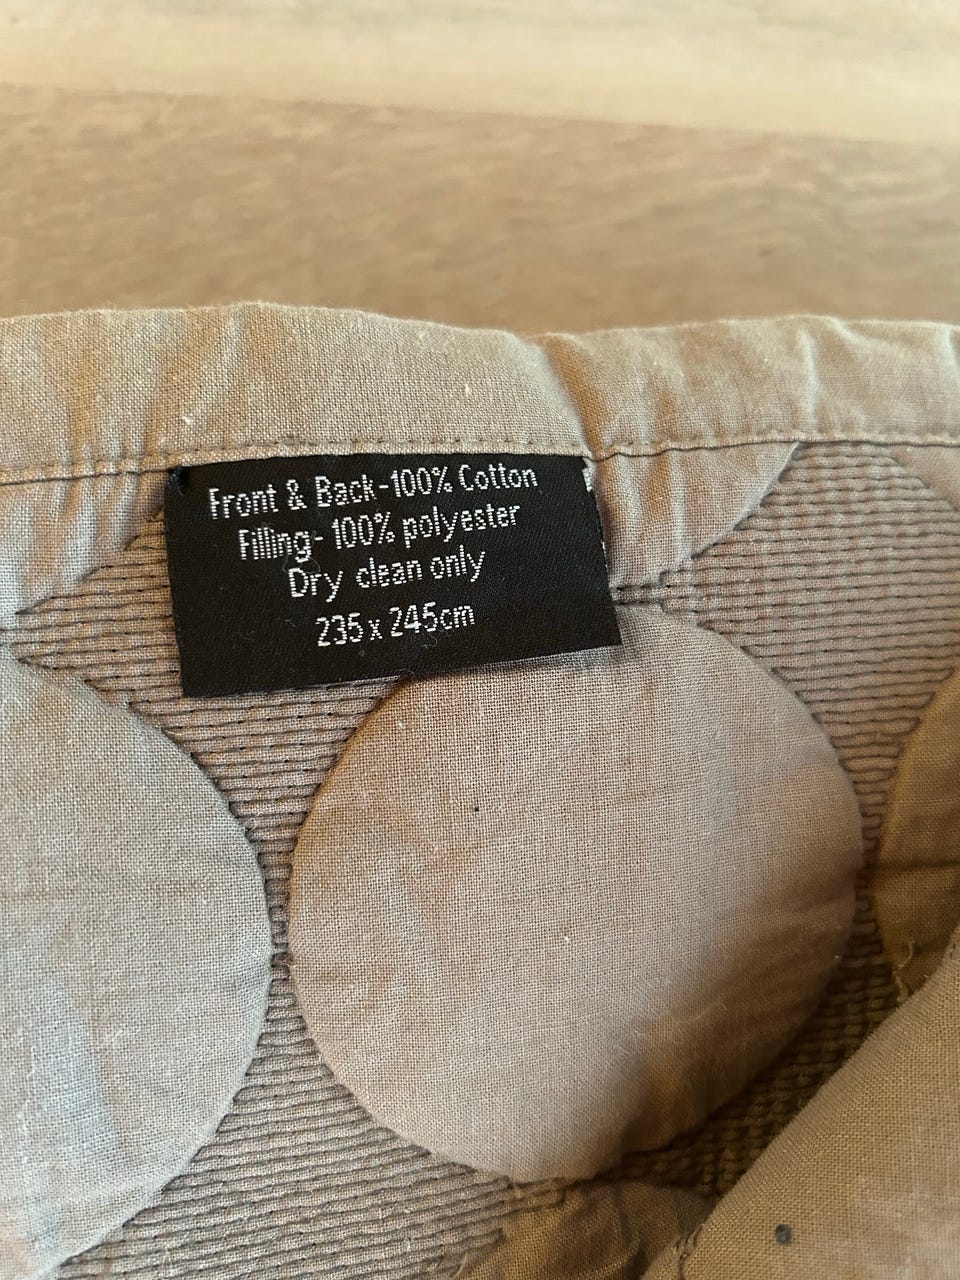 Front & Back-100% Cotton
Filling- 100% polyester
Dry clean only
235 x 245cm